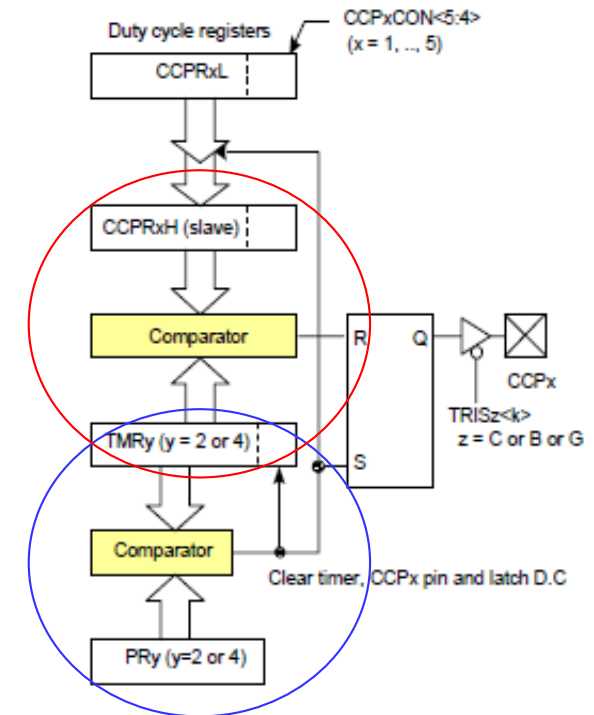 Duty cycle registers
CCPxCON<5:4>
(x = 1, .., 5)
CCPRxL
CCPRxH (slave)
Comparator
R
Q
CCPx
TRISz<k>
z = C or B or G
TMRy (y = 2 or 4)
S
Comparator
Clear timer, CCPx pin and latch D.C
PRy (y=2 or 4)